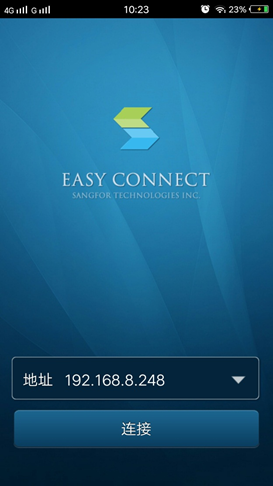 4G G 10:23 23%
EASY CONNECT
SANGFOR TECHNOLOGIES INC.
地址 192.168.8.248
连接